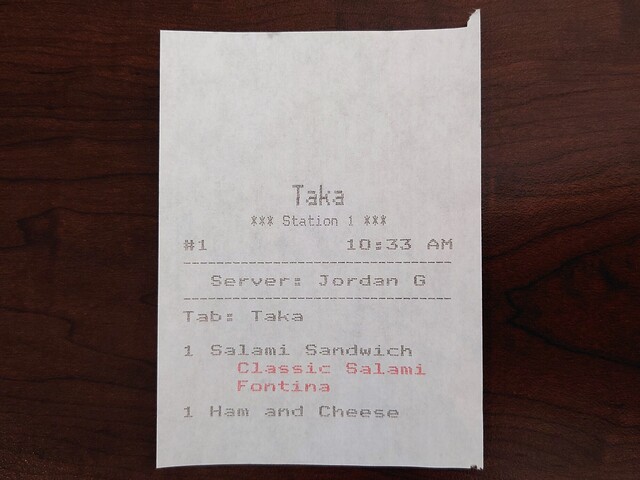 Taka
*** Station 1 ***
#1 10:33 AM
Server: Jordan G
Tab: Taka
1 Salami Sandwich
Classic Salami
Fontina
1 Ham and Cheese